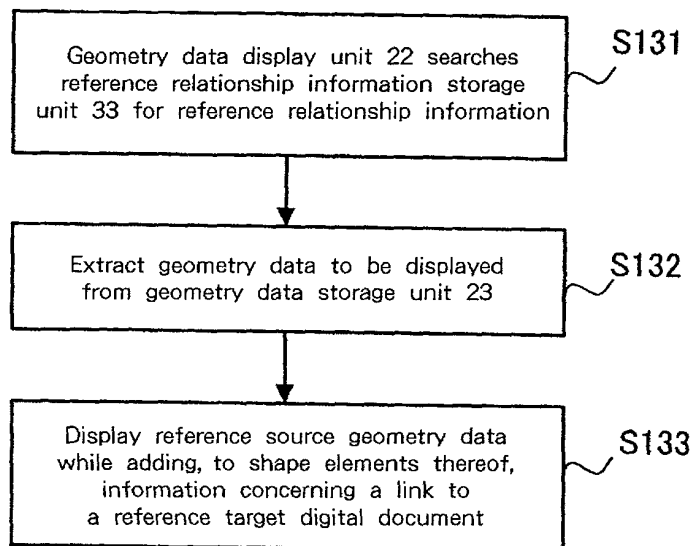 Geometry data display unit 22 searches
reference relationship information storage
unit 33 for reference relationship information
S131
Extract geometry data to be displayed
from geometry data storage unit 23
S132
Display reference source geometry data
while adding, to shape elements thereof,
information concerning a link to
a reference target digital document
S133